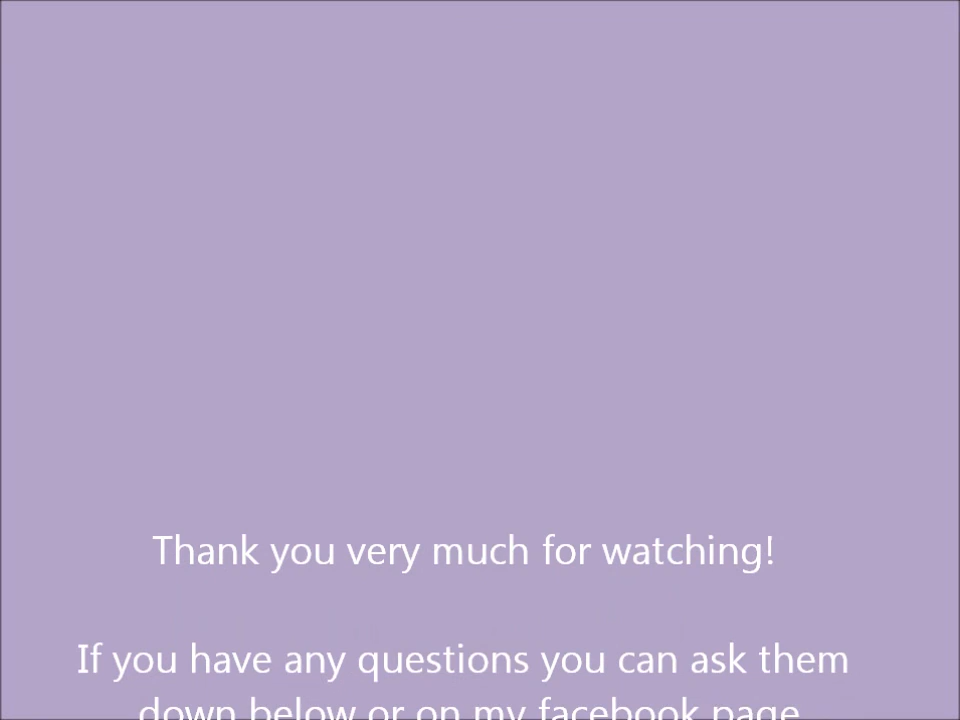 Thank you very much for watching!
If you have any questions you can ask them
down below or on my facebook page